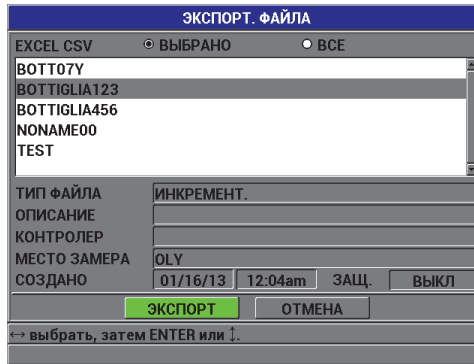 ЭКСПОРТ. ФАЙЛА
EXCEL CSV ВЫБРАНО ВСЕ
BOTT07Y
BOTTIGLIA123
BOTTIGLIA456
NONAME00
TEST
ТИП ФАЙЛА ИНКРЕМЕНТ.
ОПИСАНИЕ
КОНТРОЛЕР
МЕСТО ЗАМЕРА OLY
СОЗДАНО 01/16/13 12:04am ЗАЩ. ВЫКЛ
ЭКСПОРТ ОТМЕНА
↔ выбрать, затем ENTER или ↕.